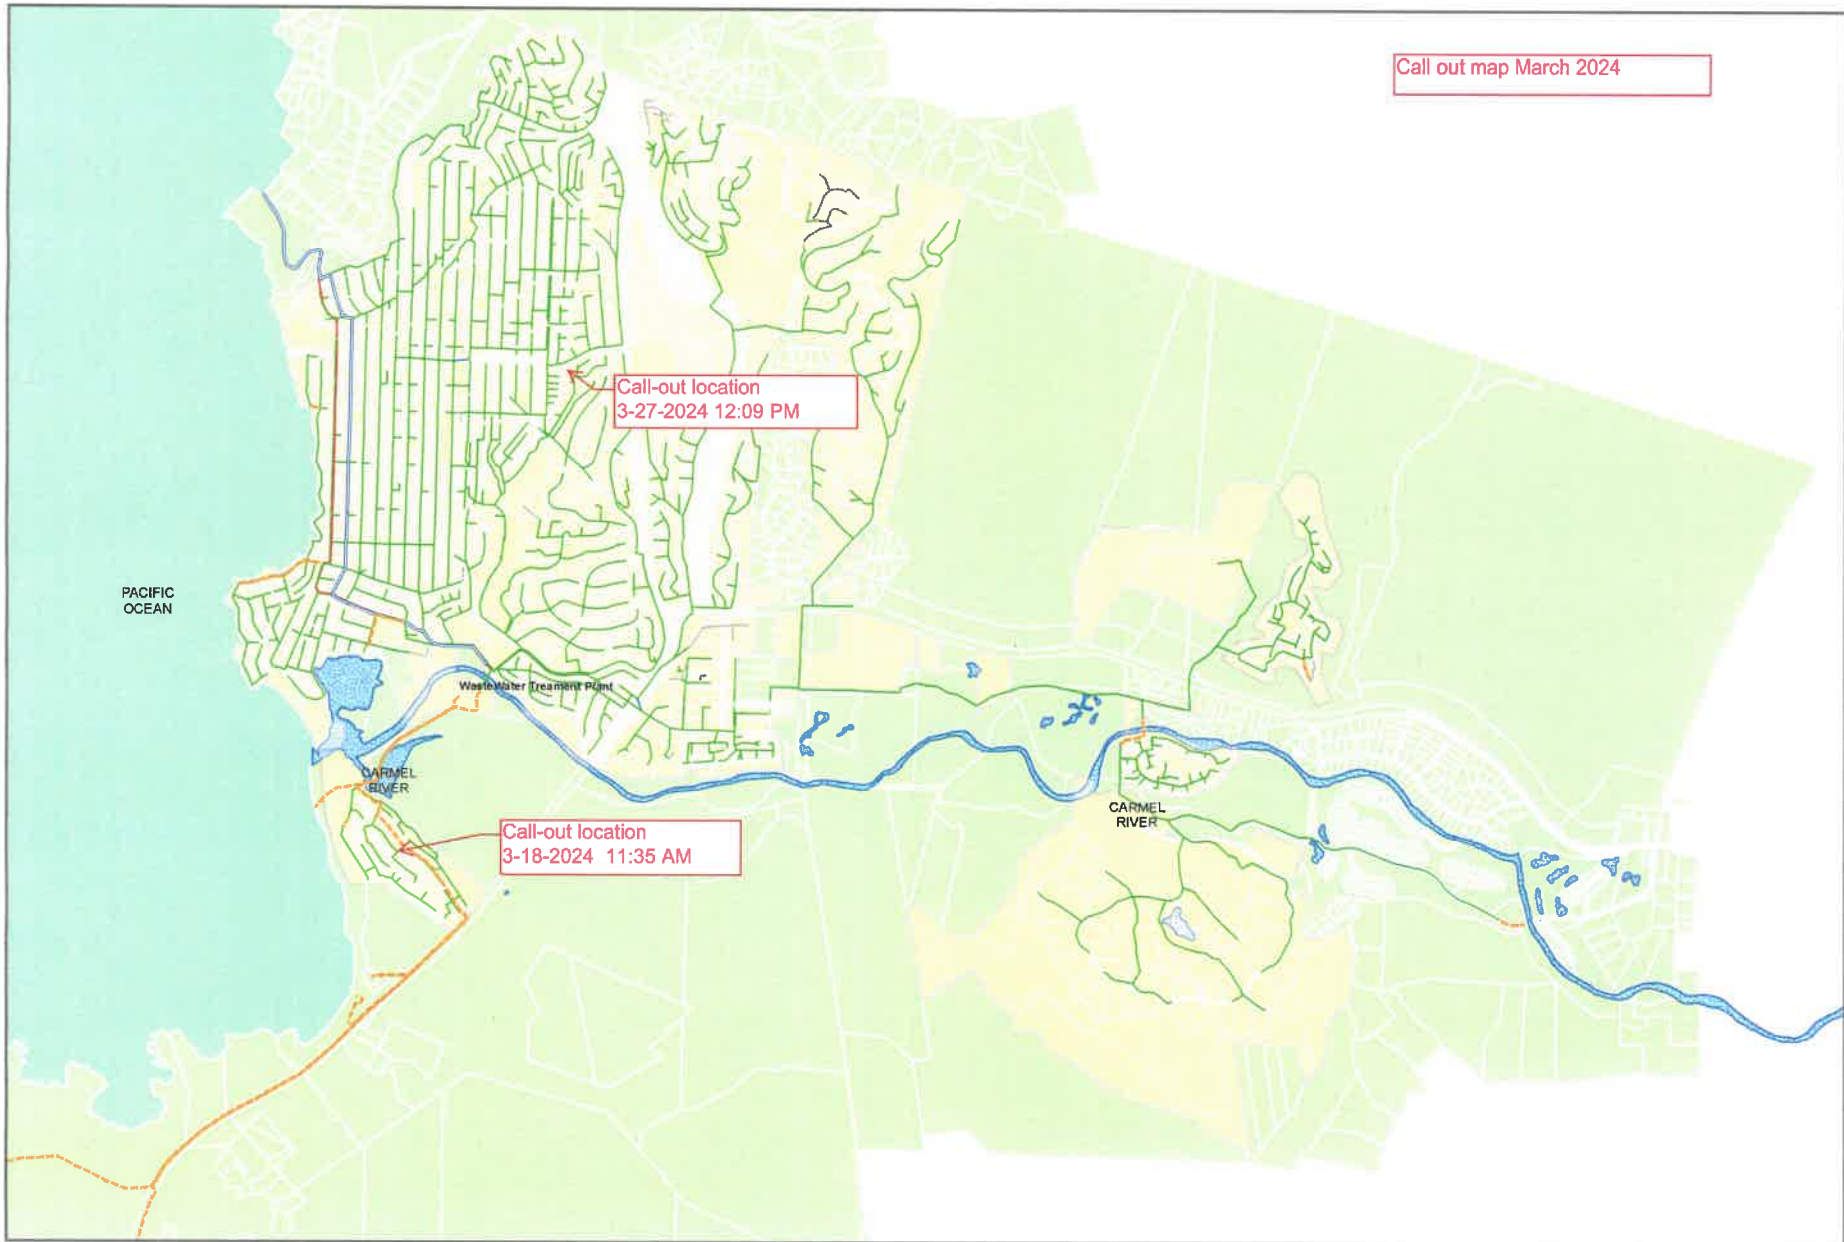 Call out map March 2024
Call-out location
3-27-2024 12:09 PM
PACIFIC
OCEAN
WasteWater Treament Plant
CARMEL
RIVER
CARMEL
RIVER
Call-out location
3-18-2024 11:35 AM